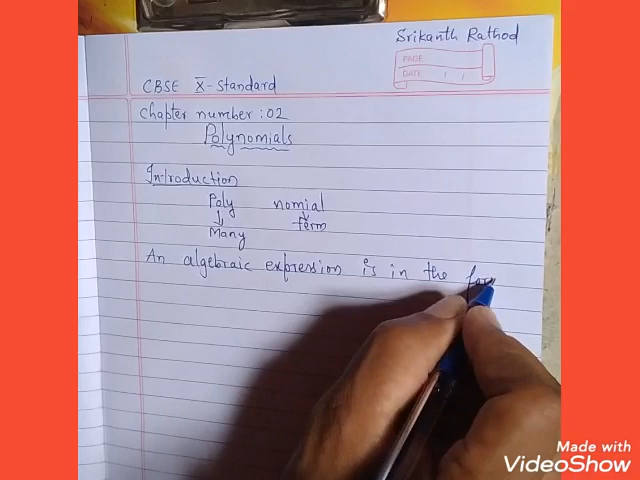 Srikanth Rathod
PAGE
DATE / /
CBSE X-Standard
Chapter number:02
Polynomials
Introduction
Poly nomial
Many term
An algebraic expression is in the
Made with
VideoShow